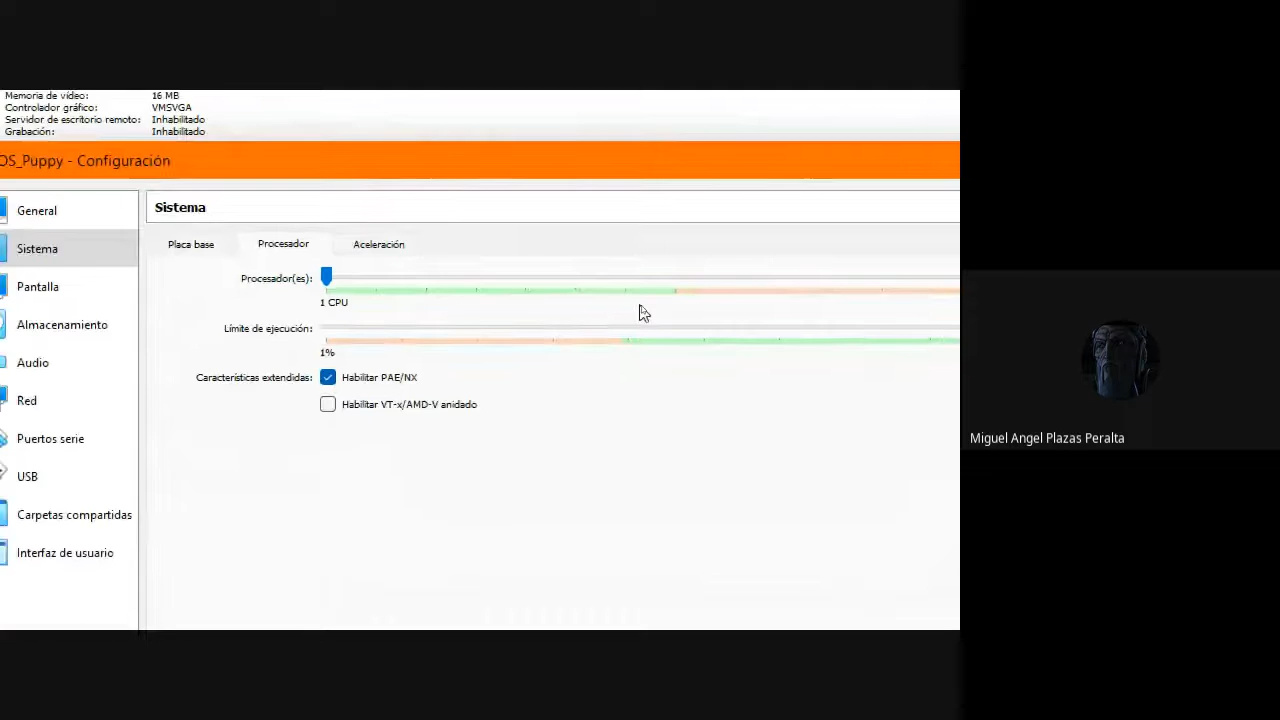 Memoria de vídeo: 16 MB
Controlador gráfico: VMSVGA
Servidor de escritorio remoto: Inhabilitado
Grabación: Inhabilitado
OS_Puppy - Configuración
General
Sistema
Pantalla
Almacenamiento
Audio
Red
Puertos serie
USB
Carpetas compartidas
Interfaz de usuario
Sistema
Placa base Procesador Aceleración
Procesador(es):
1 CPU
Límite de ejecución:
1%
Características extendidas: Habilitar PAE/NX
Habilitar VT-x/AMD-V anidado
Miguel Angel Plazas Peralta